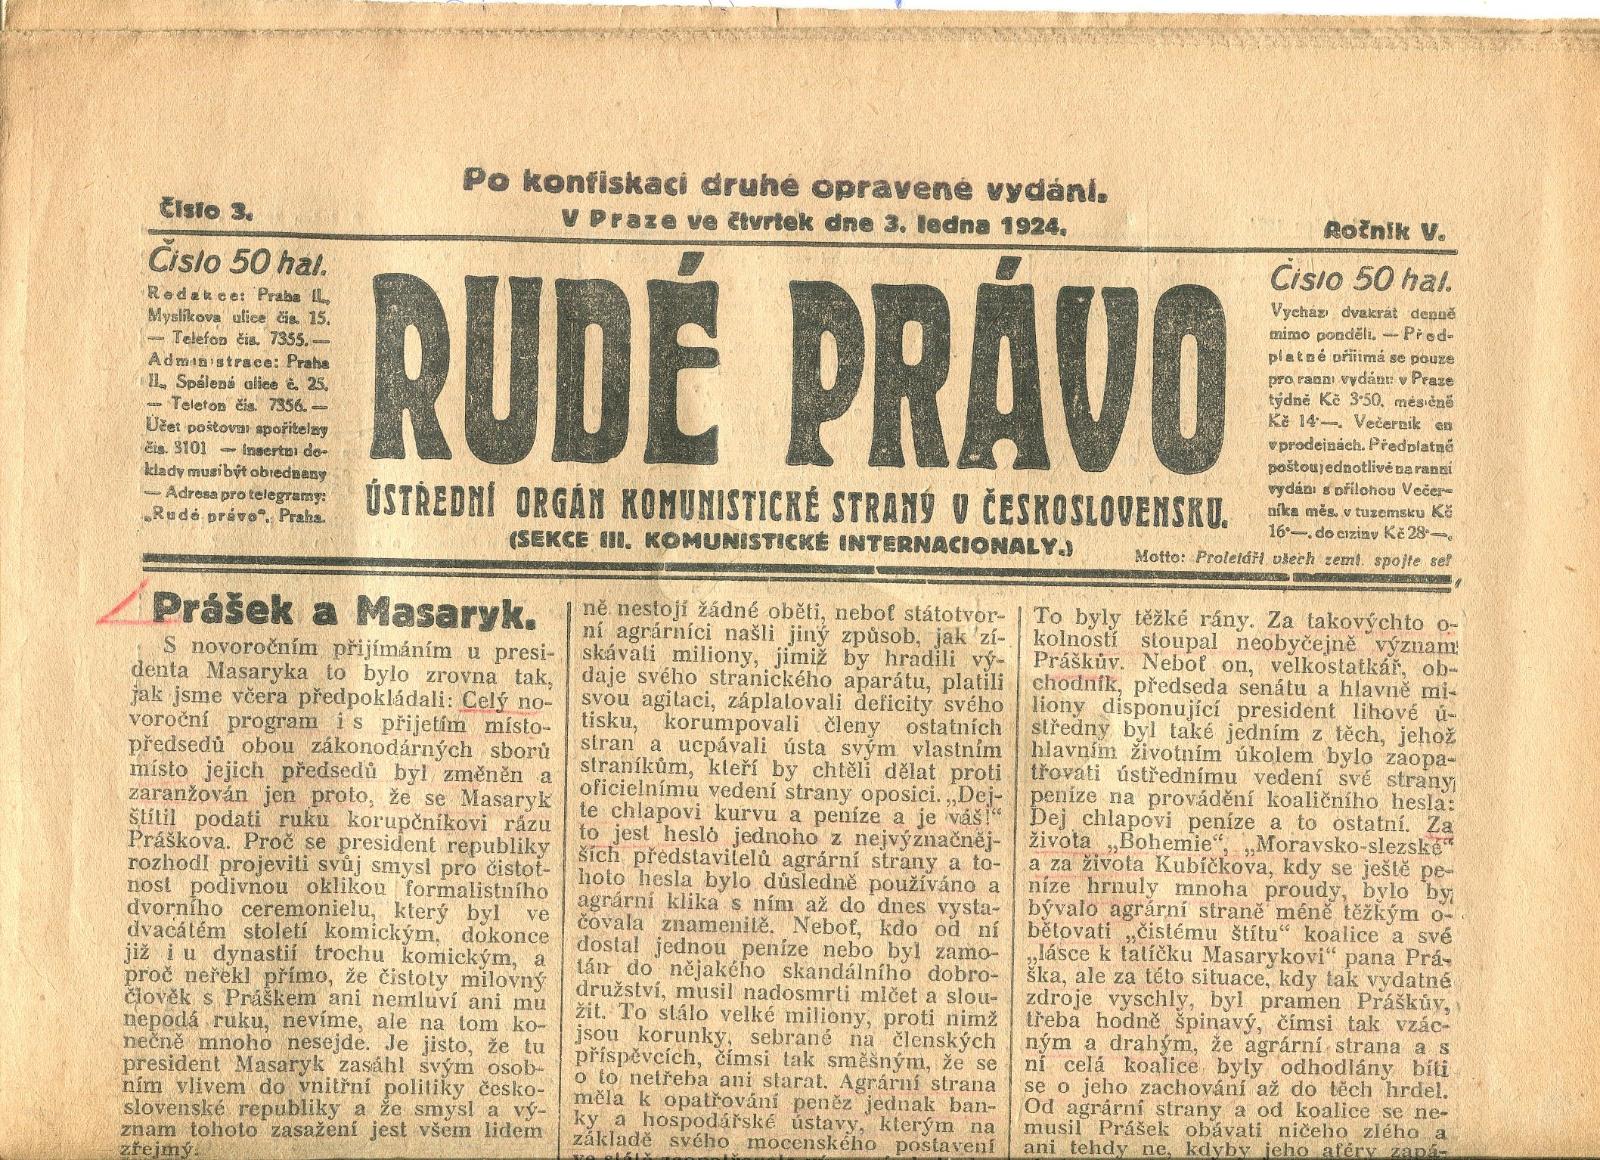 Po konfiskaci druhé opravené vydání.
Číslo 3.
V Praze ve čtvrtek dne 3. ledna 1924.
Ročník V.
Číslo 50 hal.
Redakce: Praha II.,
Myslíkova ulice čís. 15.
— Telefon čís. 7355. —
Administrace: Praha
II., Spálená ulice č. 25.
— Telefon čís. 7356. —
Účet poštovní spořitelny
čís. 3101 — Insertní do-
klady musí být objednány
— Adresa pro telegramy:
„Rudé právo“, Praha.
RUDÉ PRÁVO
ÚSTŘEDNÍ ORGÁN KOMUNISTICKÉ STRANY V ČESKOSLOVENSKU.
(SEKCE III. KOMUNISTICKÉ INTERNACIONALY.)
Číslo 50 hal.
Vychází dvakrát denně
mimo pondělí. — Před-
platné přijímá se pouze
pro ranní vydání: v Praze
týdně Kč 3·50, měsíčně
Kč 14·—. Večerník en
v prodejnách. Předplatné
poštou jednotlivě na ranní
vydání s přílohou Večer-
níka měs. v tuzemsku Kč
16·—, do ciziny Kč 28·—.
Motto: Proletáři všech zemí, spojte se!
Prášek a Masaryk.
S novoročním přijímáním u presi-
denta Masaryka to bylo zrovna tak,
jak jsme včera předpokládali: Celý no-
voroční program i s přijetím místo-
předsedů obou zákonodárných sborů
místo jejich předsedů byl změněn a
zaranžován jen proto, že se Masaryk
štítil podati ruku korupčníkovi rázu
Práškova. Proč se president republiky
rozhodl projeviti svůj smysl pro čistot-
nost podivnou oklikou formalistního
dvorního ceremonielu, který byl ve
dvacátém století komickým, dokonce
již i u dynastií trochu komickým, a
proč neřekl přímo, že čistoty milovný
člověk s Práškem ani nemluví ani mu
nepodá ruku, nevíme, ale na tom ko-
nečně mnoho nesejde. Je jisto, že tu
president Masaryk zasáhl svým osob-
ním vlivem do vnitřní politiky česko-
slovenské republiky a že smysl a vý-
znam tohoto zasažení jest všem lidem
zřejmý.
ně nestojí žádné oběti, neboť státotvor-
ní agrárníci našli jiný způsob, jak zí-
skávati miliony, jimiž by hradili vý-
daje svého stranického aparátu, platili
svou agitaci, záplatovali deficity svého
tisku, korumpovali členy ostatních
stran a ucpávali ústa svým vlastním
straníkům, kteří by chtěli dělat proti
oficielnímu vedení strany oposici. „Dej-
te chlapovi kurvu a peníze a je váš!“
to jest heslo jednoho z nejvýznačněj-
ších představitelů agrární strany a to-
hoto hesla bylo důsledně používáno a
agrární klika s ním až do dnes vysta-
čovala znamenitě. Neboť, kdo od ní
dostal jednou peníze nebo byl zamo-
tán do nějakého skandálního dobro-
družství, musil nadosmrti mlčet a slou-
žit. To stálo velké miliony, proti nimž
jsou korunky, sebrané na členských
příspěvcích, čímsi tak směšným, že se
o to netřeba ani starat. Agrární strana
měla k opatřování peněz jednak ban-
ky a hospodářské ústavy, kterým na
základě svého mocenského postavení
To byly těžké rány. Za takovýchto o-
kolností stoupal neobyčejně význam
Práškův. Neboť on, velkostatkář, ob-
chodník, předseda senátu a hlavně mi-
liony disponující president lihové ú-
středny byl také jedním z těch, jehož
hlavním životním úkolem bylo zaopa-
třovati ústřednímu vedení své strany
peníze na provádění koaličního hesla:
Dej chlapovi peníze a to ostatní. Za
života „Bohemie“, „Moravsko-slezské“
a za života Kubíčkova, kdy se ještě pe-
níze hrnuly mnoha proudy, bylo by
bývalo agrární straně méně těžkým o-
bětovati „čistému štítu“ koalice a své
„lásce k tatíčku Masarykovi“ pana Prá-
ška, ale za této situace, kdy tak vydatné
zdroje vyschly, byl pramen Práškův,
třeba hodně špinavý, čímsi tak vzác-
ným a drahým, že agrární strana a s
ní celá koalice byly odhodlány bíti
se o jeho zachování až do těch hrdel.
Od agrární strany a od koalice se ne-
musil Prášek obávati ničeho zlého a
ani tehdy ne, kdyby jeho aféry zapá-